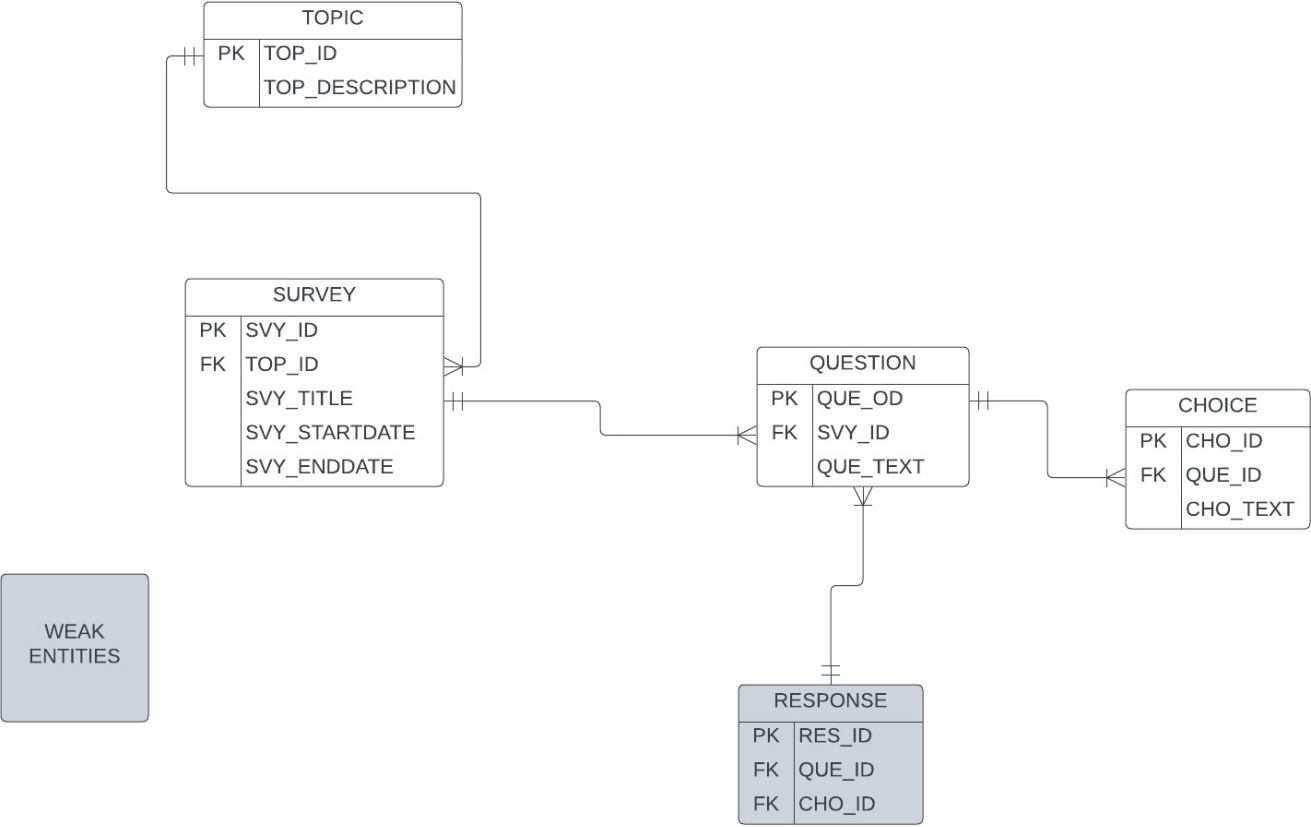 TOPIC
PK TOP_ID
TOP_DESCRIPTION
SURVEY
PK SVY_ID
FK TOP_ID
SVY_TITLE
SVY_STARTDATE
SVY_ENDDATE
QUESTION
PK QUE_OD
FK SVY_ID
QUE_TEXT
CHOICE
PK CHO_ID
FK QUE_ID
CHO_TEXT
WEAK
ENTITIES
RESPONSE
PK RES_ID
FK QUE_ID
FK CHO_ID